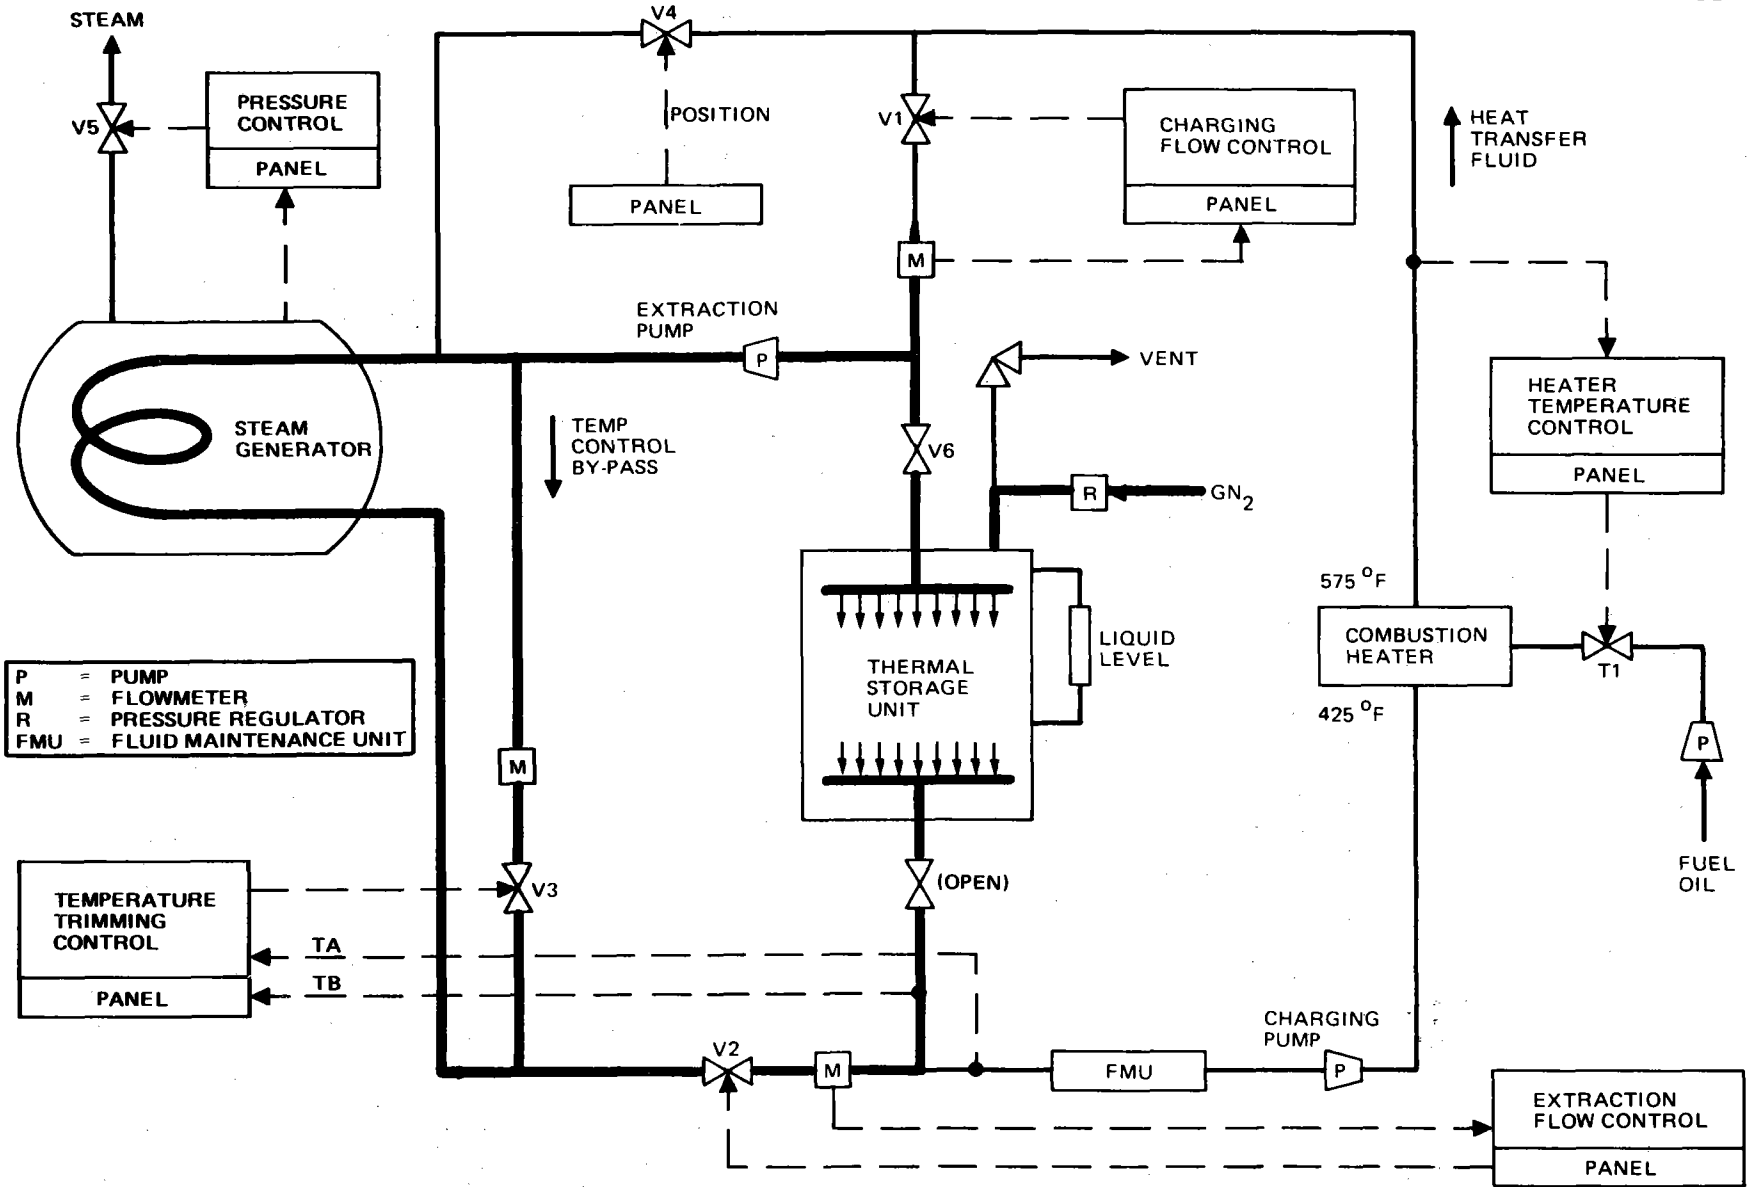 STEAM
V5
PRESSURE
CONTROL
PANEL
V4
POSITION
PANEL
V1
CHARGING
FLOW CONTROL
PANEL
HEAT
TRANSFER
FLUID
M
EXTRACTION
PUMP
P
VENT
STEAM
GENERATOR
TEMP
CONTROL
BY-PASS
V6
R
GN2
HEATER
TEMPERATURE
CONTROL
PANEL
575 °F
COMBUSTION
HEATER
425 °F
T1
P
FUEL
OIL
THERMAL
STORAGE
UNIT
LIQUID
LEVEL
P = PUMP
M = FLOWMETER
R = PRESSURE REGULATOR
FMU = FLUID MAINTENANCE UNIT
M
V3
(OPEN)
TEMPERATURE
TRIMMING
CONTROL
PANEL
TA
TB
V2
M
FMU
CHARGING
PUMP
P
EXTRACTION
FLOW CONTROL
PANEL